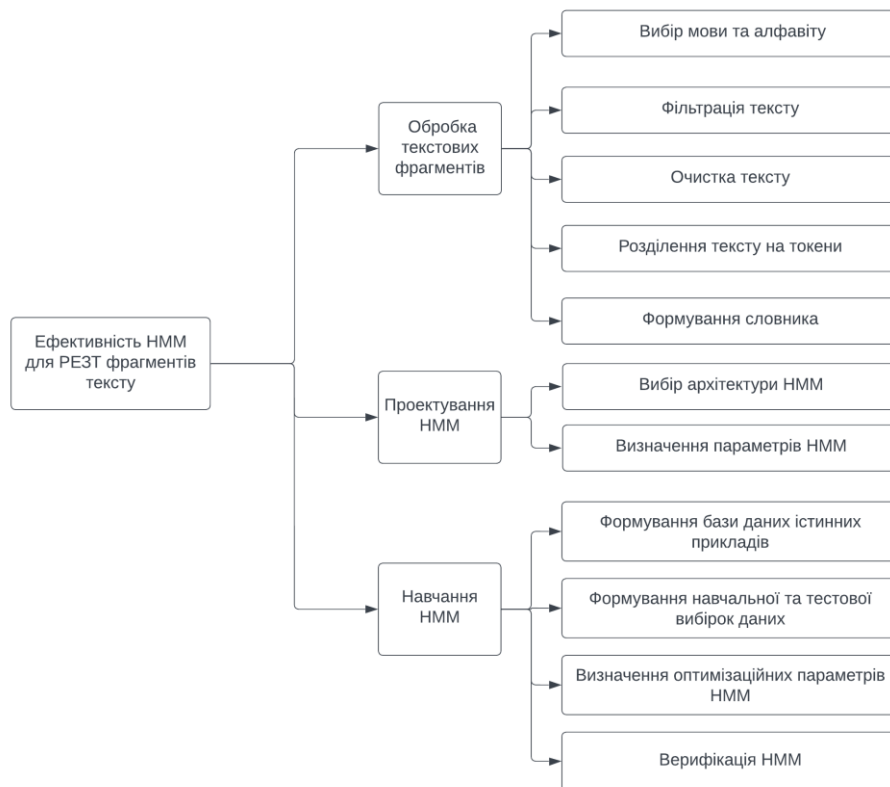 Вибір мови та алфавіту
Фільтрація тексту
Обробка
текстових
фрагментів
Очистка тексту
Розділення тексту на токени
Формування словника
Ефективність НММ
для РЕЗТ фрагментів
тексту
Проектування
НММ
Вибір архітектури НММ
Визначення параметрів НММ
Формування бази даних істинних
прикладів
Навчання
НММ
Формування навчальної та тестової
вибірок даних
Визначення оптимізаційних параметрів
НММ
Верифікація НММ